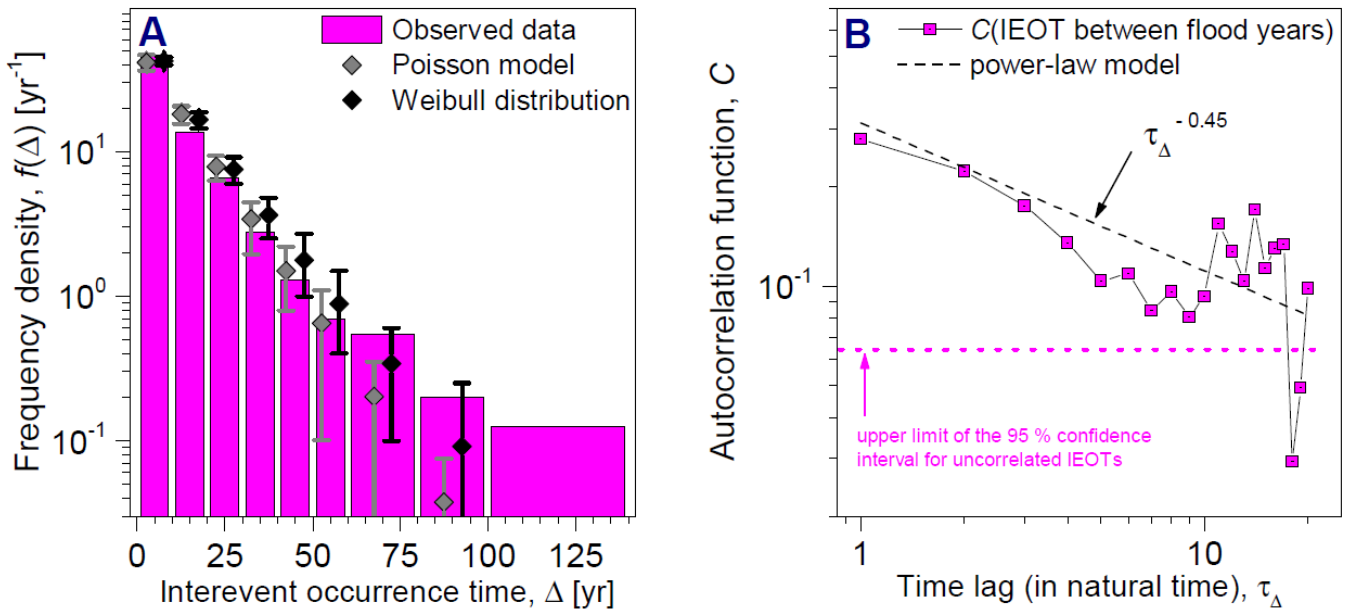 A
Observed data
Poisson model
Weibull distribution
Frequency density, f(Δ) [yr⁻¹]
10¹
10⁰
10⁻¹
0 25 50 75 100 125
Interevent occurrence time, Δ [yr]
B
C(IEOT between flood years)
power-law model
τ_Δ ^- 0.45
Autocorrelation function, C
10⁻¹
upper limit of the 95 % confidence
interval for uncorrelated IEOTs
1 10
Time lag (in natural time), τ_Δ